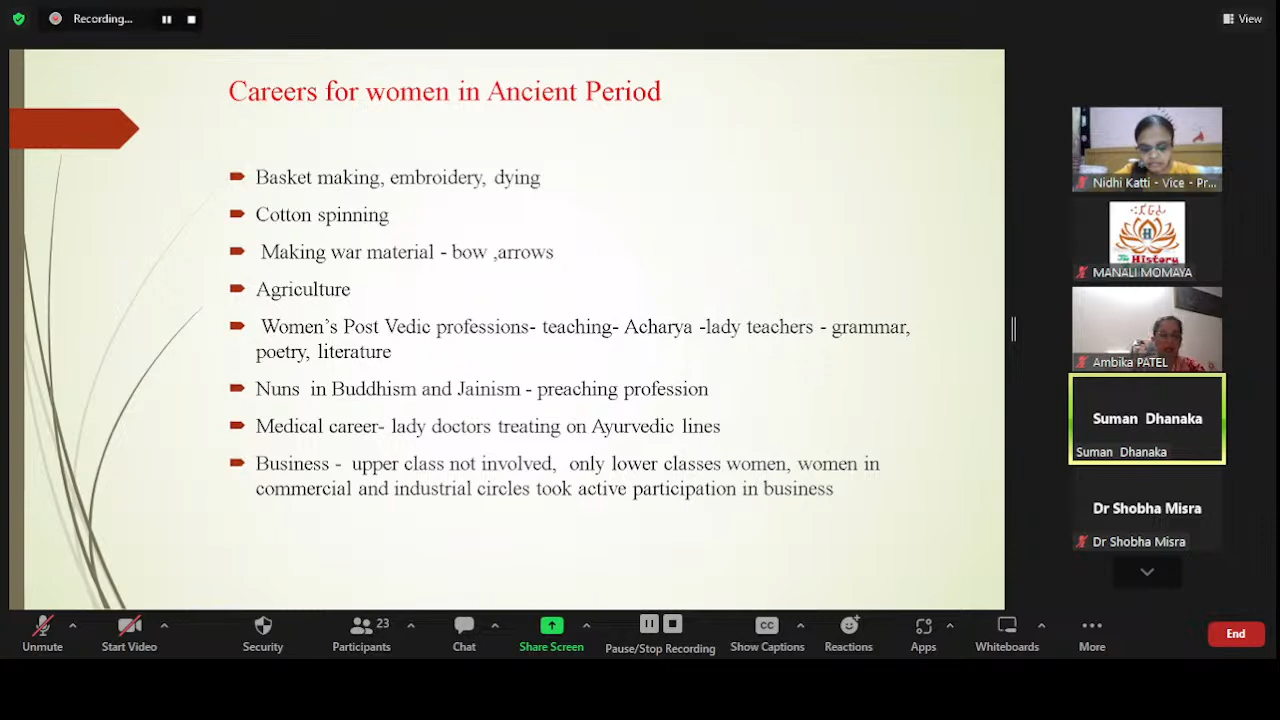 Recording...
View
Careers for women in Ancient Period
Basket making, embroidery, dying
Cotton spinning
Making war material - bow ,arrows
Agriculture
Women’s Post Vedic professions- teaching- Acharya -lady teachers - grammar,
poetry, literature
Nuns in Buddhism and Jainism - preaching profession
Medical career- lady doctors treating on Ayurvedic lines
Business - upper class not involved, only lower classes women, women in
commercial and industrial circles took active participation in business
Nidhi Katti - Vice - Pr...
H
History
MANALI MOMAYA
Ambika PATEL
Suman Dhanaka
Suman Dhanaka
Dr Shobha Misra
Dr Shobha Misra
Unmute
Start Video
Security
23
Participants
Chat
Share Screen
Pause/Stop Recording
CC
Show Captions
Reactions
Apps
Whiteboards
More
End